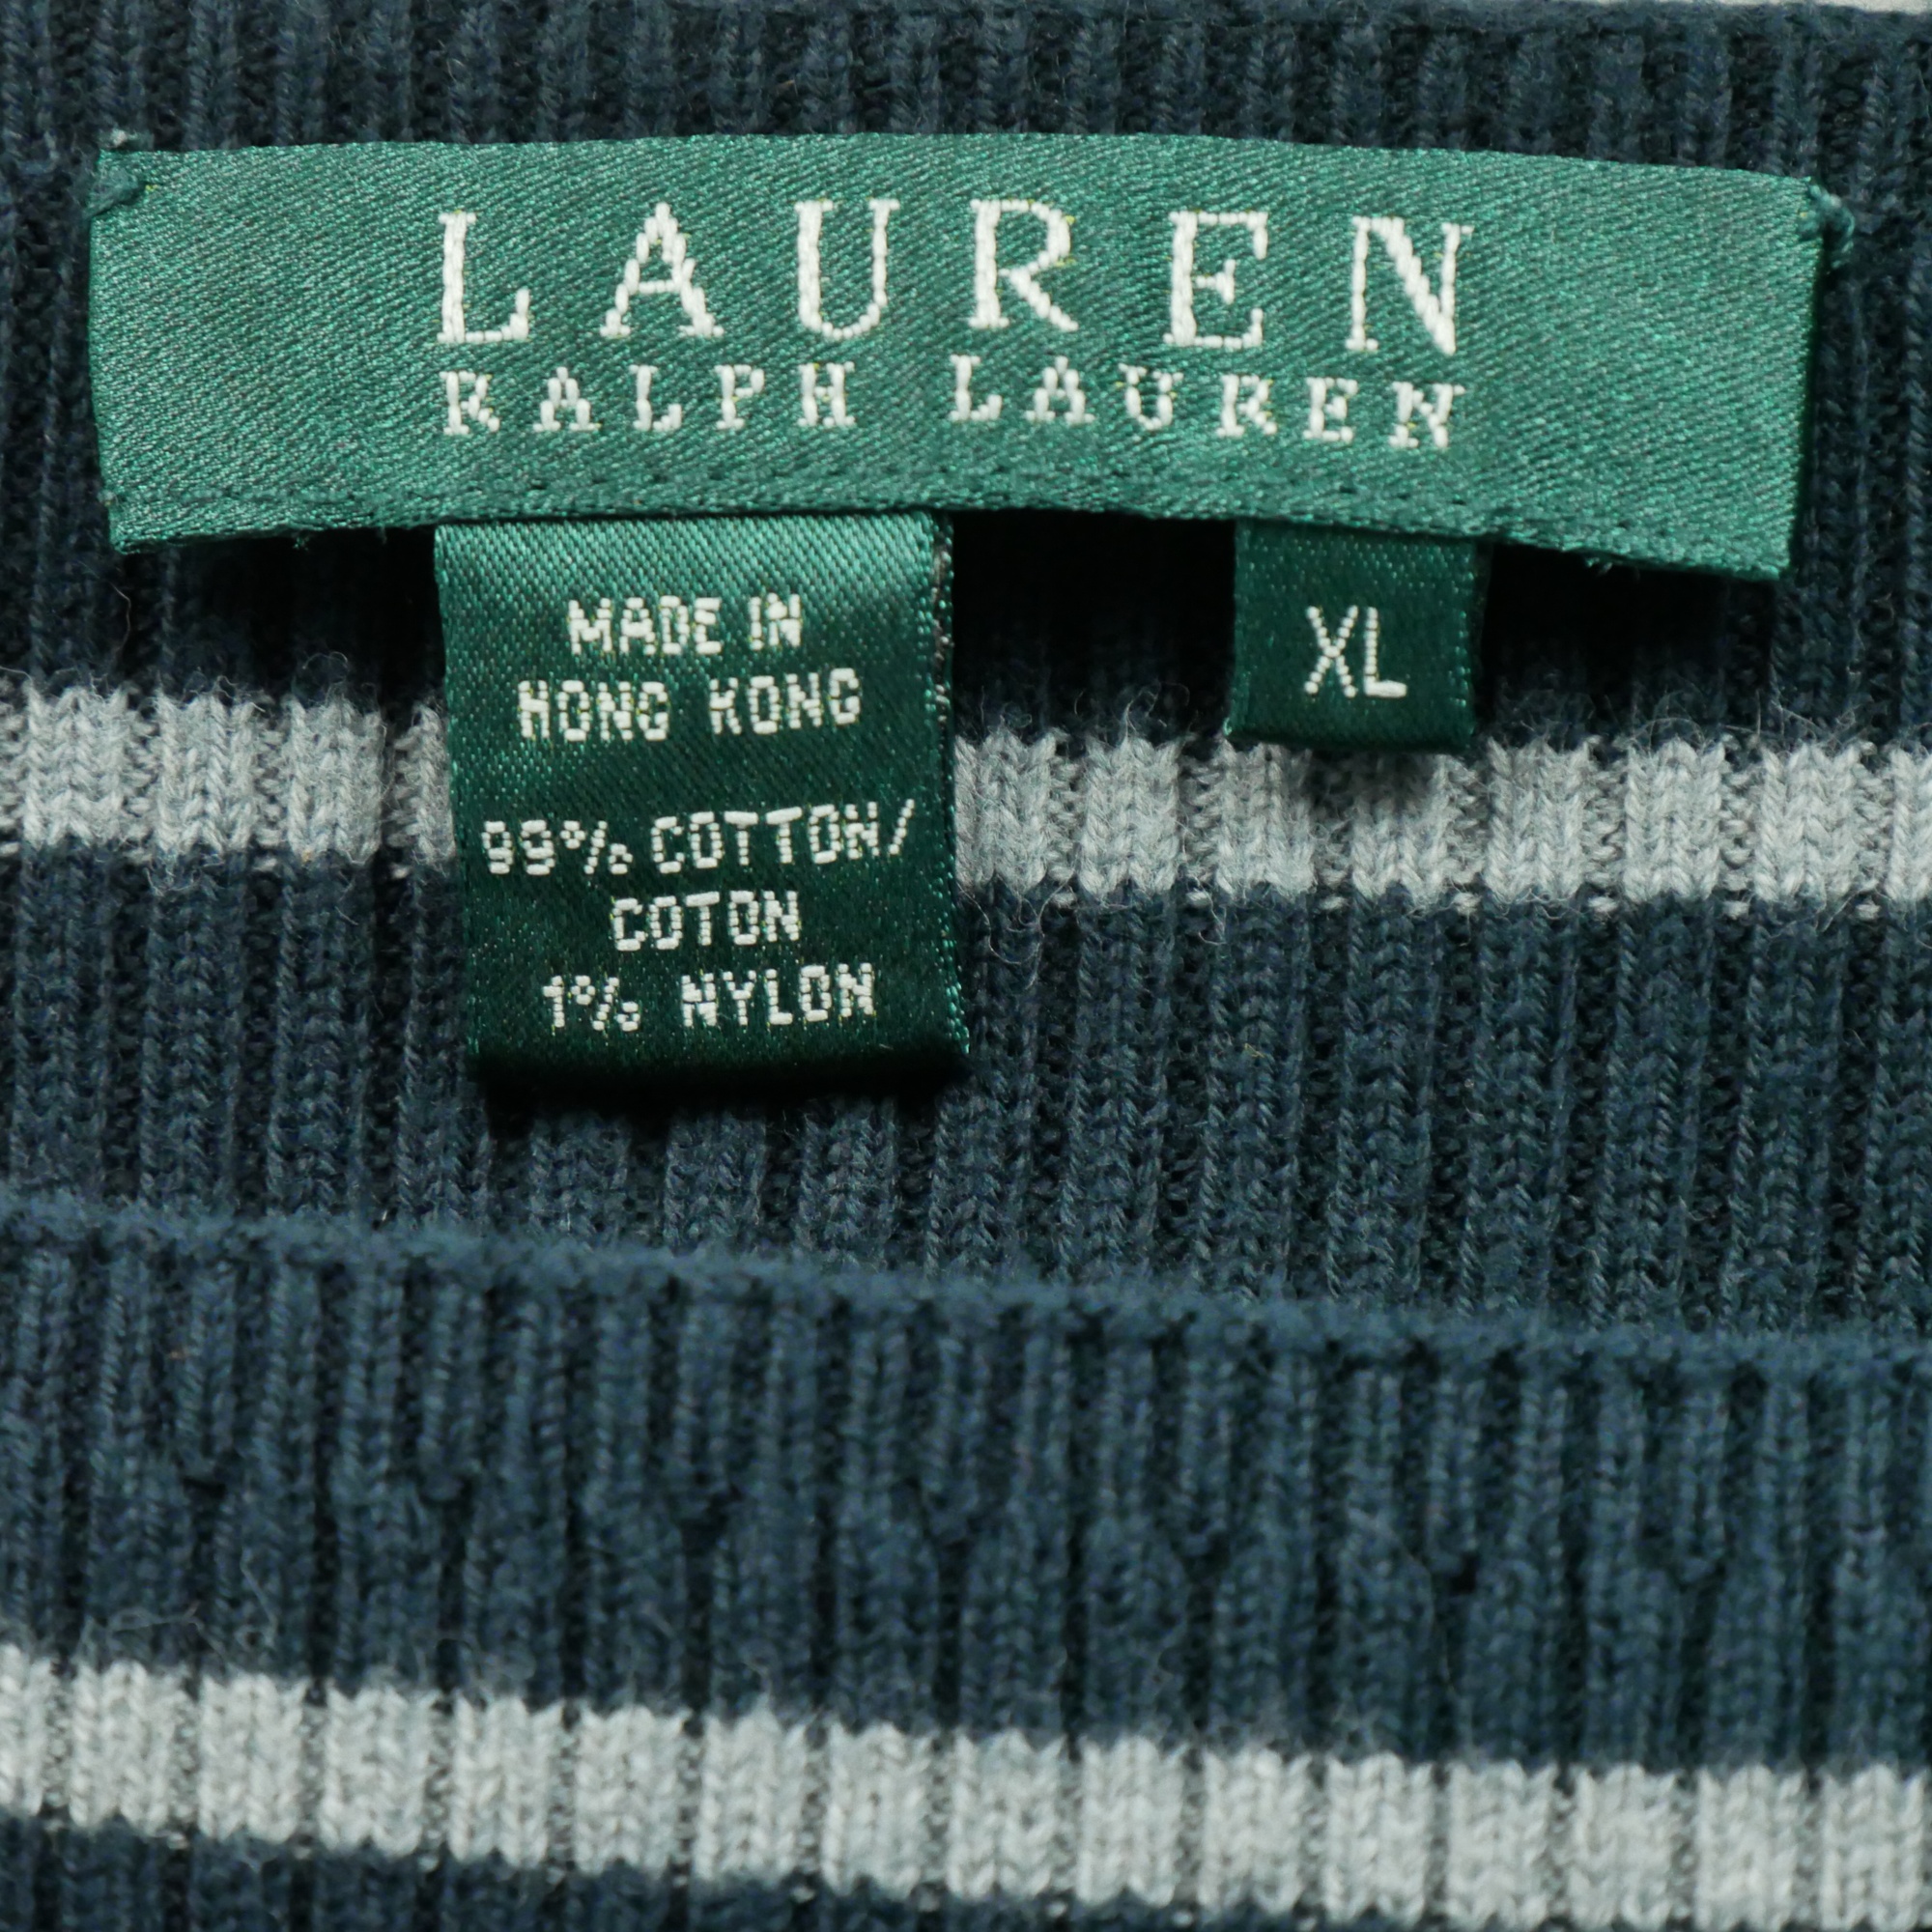 LAUREN
RALPH LAUREN
MADE IN
HONG KONG
99% COTTON/
COTON
1% NYLON
XL